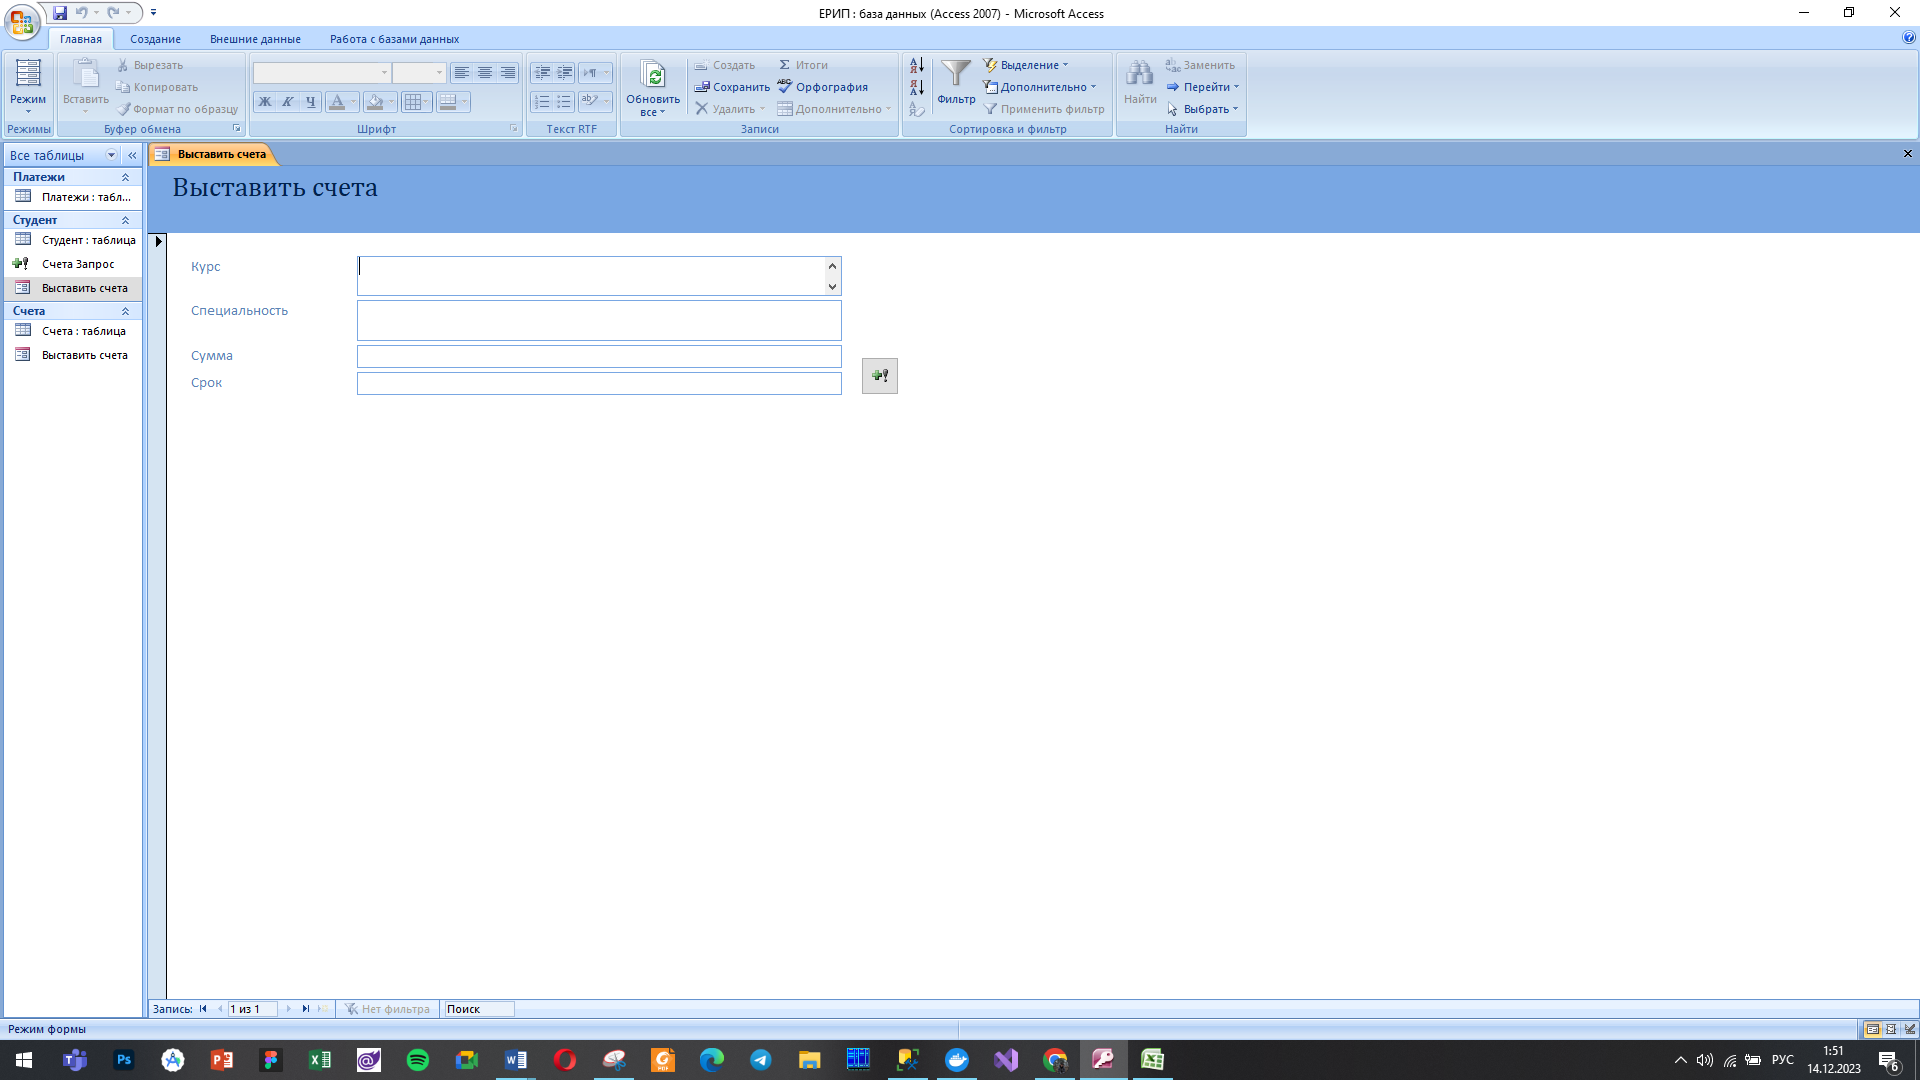 ЕРИП : база данных (Access 2007) - Microsoft Access
Главная
Создание
Внешние данные
Работа с базами данных
Режим
Режимы
Вставить
Вырезать
Копировать
Формат по образцу
Буфер обмена
Ж К Ч
Шрифт
Текст RTF
Обновить
все
Создать
Сохранить
Удалить
Итоги
Орфография
Дополнительно
Записи
Фильтр
Выделение
Дополнительно
Применить фильтр
Сортировка и фильтр
Найти
Заменить
Перейти
Выбрать
Найти
Все таблицы
Платежи
Платежи : табл...
Студент
Студент : таблица
Счета Запрос
Выставить счета
Счета
Счета : таблица
Выставить счета
Выставить счета
Выставить счета
Курс
Специальность
Сумма
Срок
Запись:
1 из 1
Нет фильтра
Поиск
Режим формы
РУС
1:51
14.12.2023
6